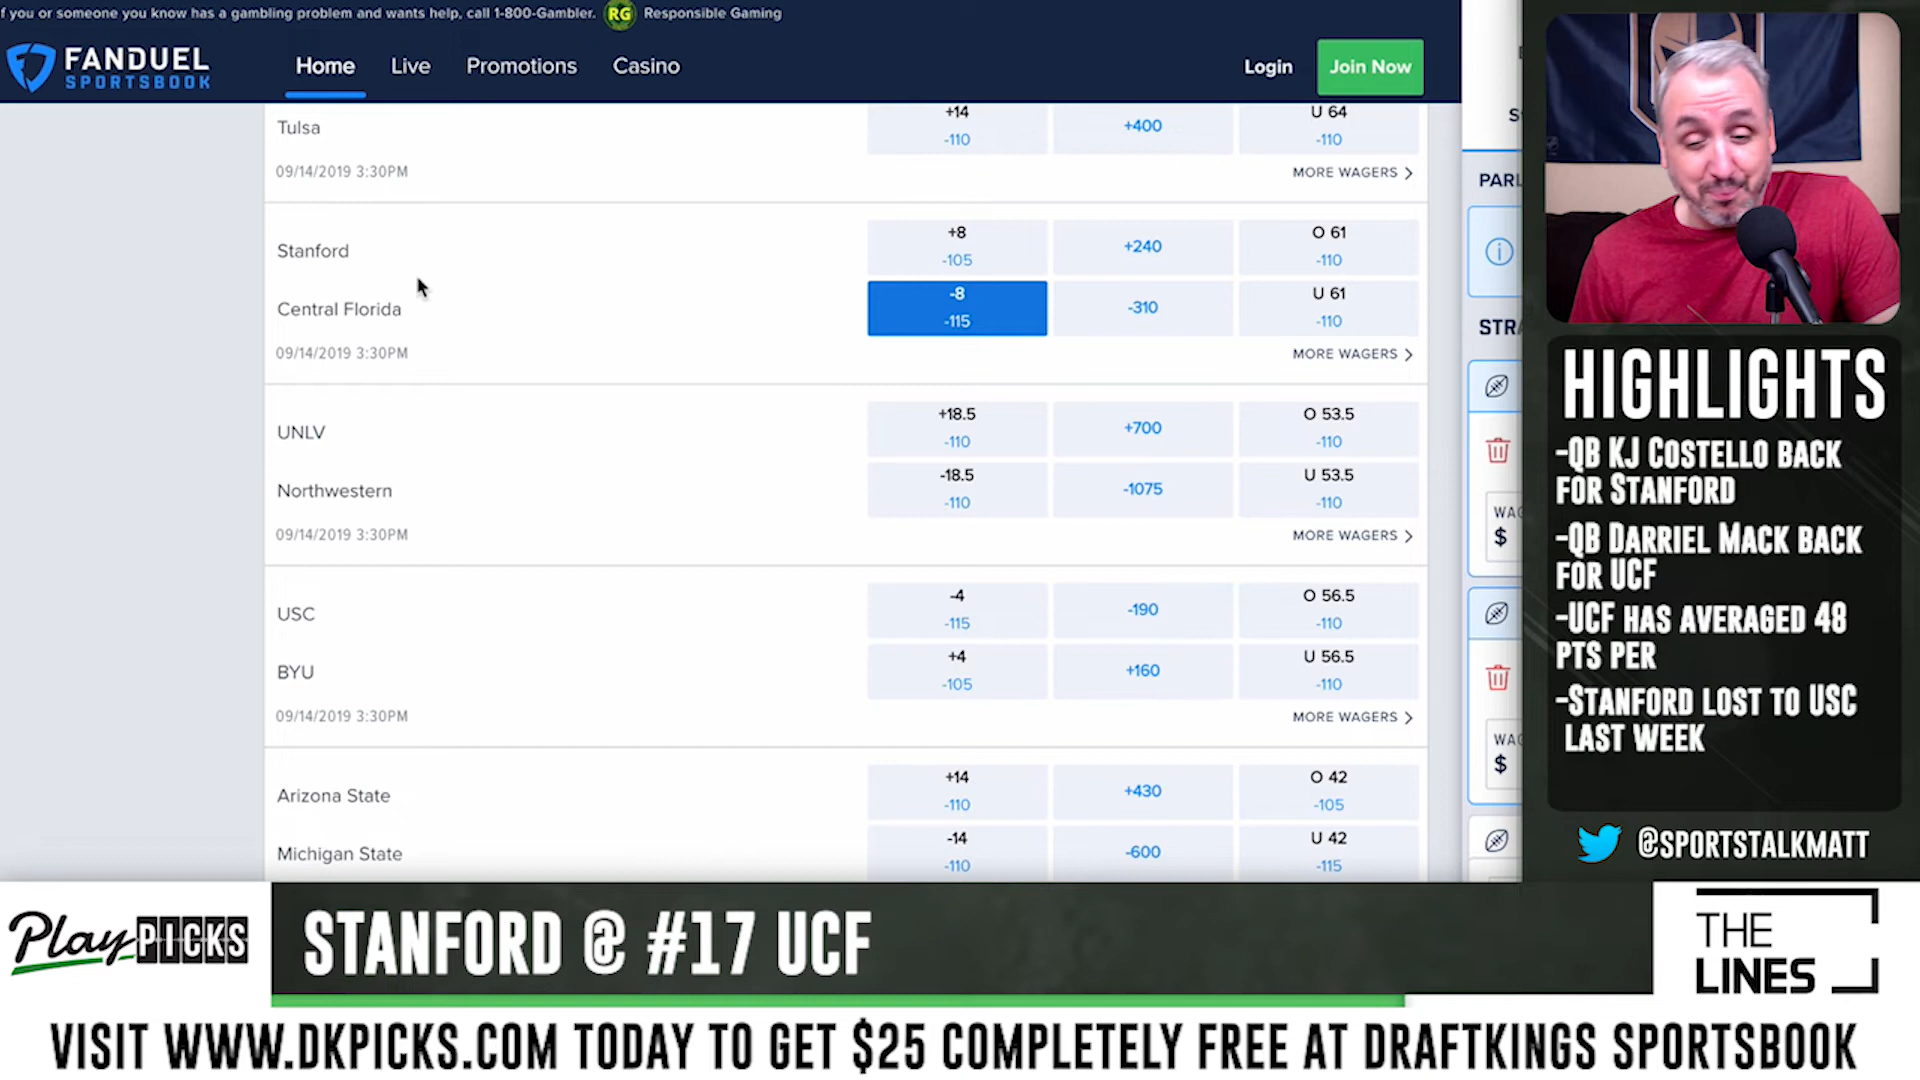 f you or someone you know has a gambling problem and wants help, call 1-800-Gambler. RG Responsible Gaming
FANDUEL
SPORTSBOOK
Home Live Promotions Casino
Login Join Now
Tulsa
+14
-110
+400
U 64
-110
09/14/2019 3:30PM
MORE WAGERS
Stanford
+8
-105
+240
O 61
-110
Central Florida
-8
-115
-310
U 61
-110
09/14/2019 3:30PM
MORE WAGERS
UNLV
+18.5
-110
+700
O 53.5
-110
Northwestern
-18.5
-110
-1075
U 53.5
-110
09/14/2019 3:30PM
MORE WAGERS
USC
-4
-115
-190
O 56.5
-110
BYU
+4
-105
+160
U 56.5
-110
09/14/2019 3:30PM
MORE WAGERS
Arizona State
+14
-110
+430
O 42
-105
Michigan State
-14
-110
-600
U 42
-115
PARL
STRA
WAG
$
WAG
$
HIGHLIGHTS
-QB KJ COSTELLO BACK
FOR STANFORD
-QB DARRIEL MACK BACK
FOR UCF
-UCF HAS AVERAGED 48
PTS PER
-STANFORD LOST TO USC
LAST WEEK
@SPORTSTALKMATT
Play PICKS
STANFORD @ #17 UCF
THE
LINES
VISIT WWW.DKPICKS.COM TODAY TO GET $25 COMPLETELY FREE AT DRAFTKINGS SPORTSBOOK